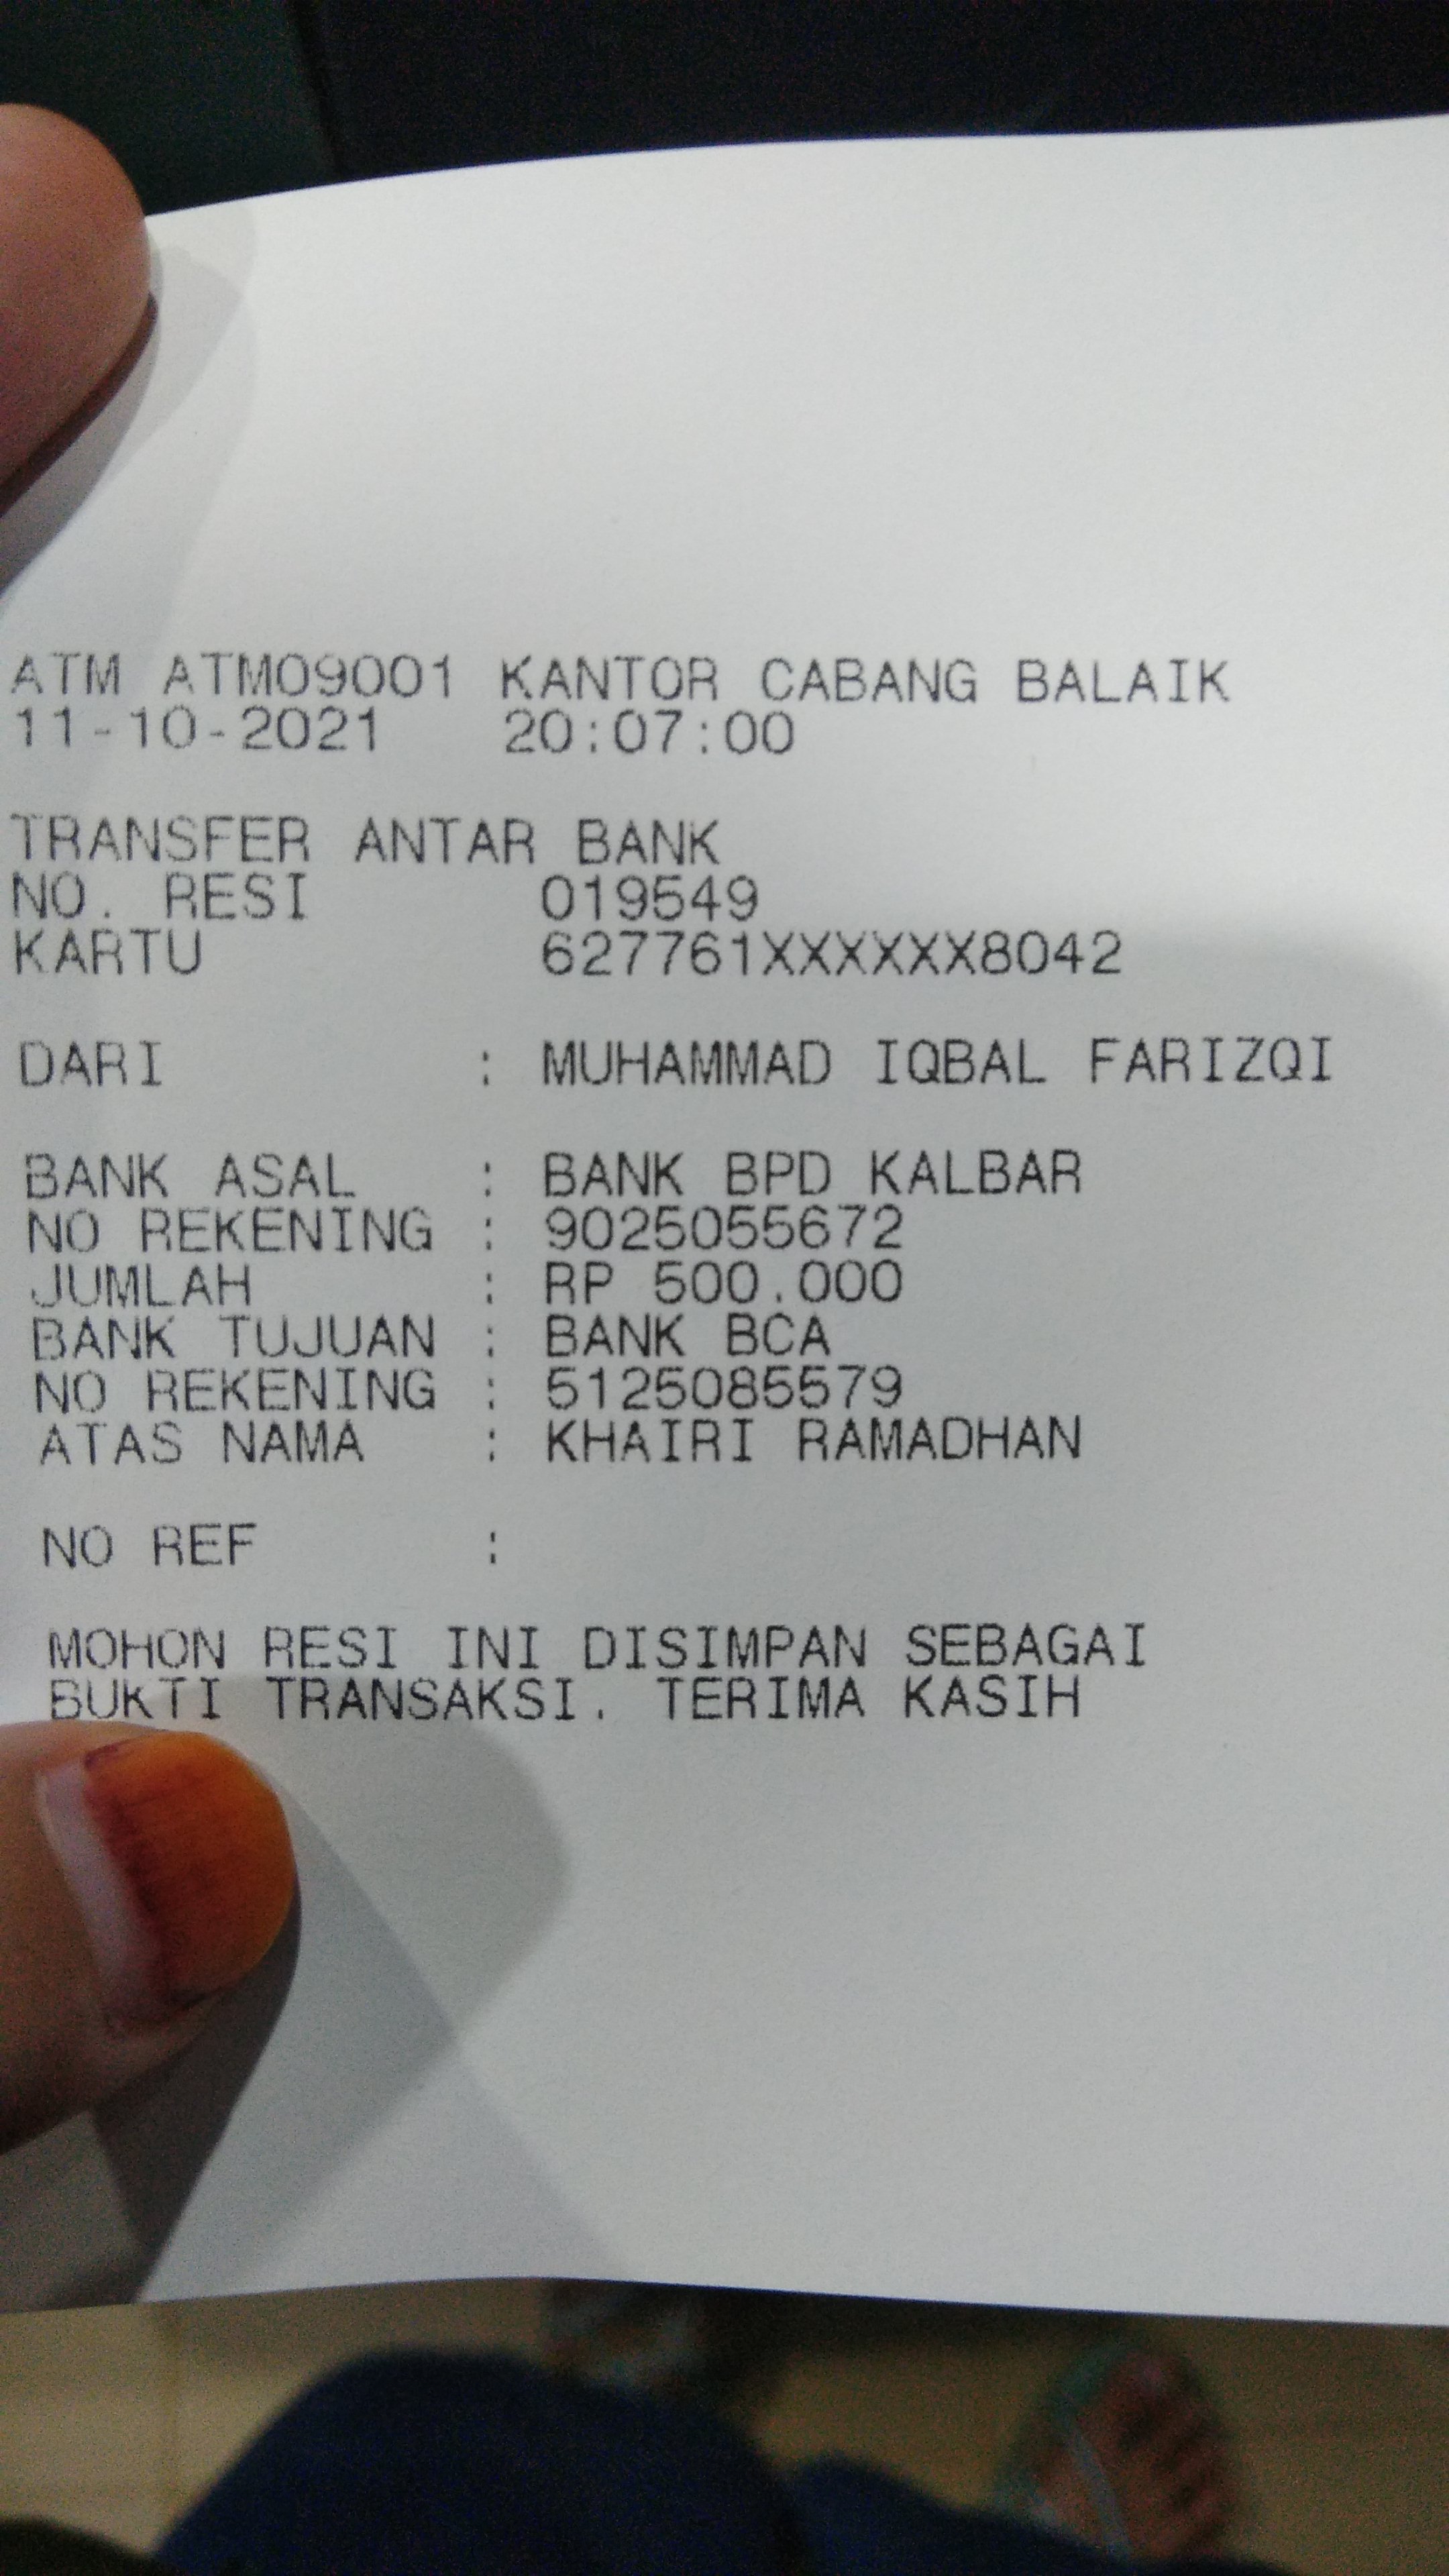 ATM ATM09001 KANTOR CABANG BALAIK
11-10-2021 20:07:00
TRANSFER ANTAR BANK
NO. RESI 019549
KARTU 627761XXXXXX8042
DARI : MUHAMMAD IQBAL FARIZQI
BANK ASAL : BANK BPD KALBAR
NO REKENING : 9025055672
JUMLAH : RP 500.000
BANK TUJUAN : BANK BCA
NO REKENING : 5125085579
ATAS NAMA : KHAIRI RAMADHAN
NO REF :
MOHON RESI INI DISIMPAN SEBAGAI
BUKTI TRANSAKSI. TERIMA KASIH